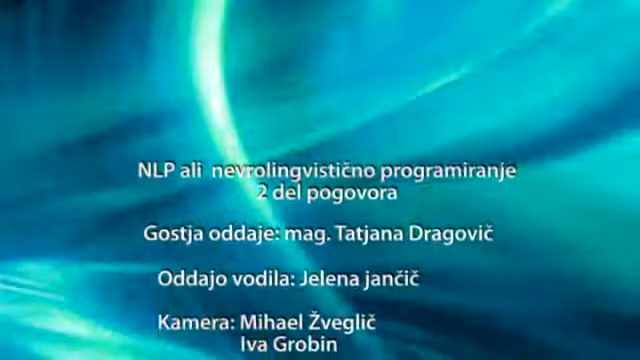 NLP ali nevrolingvistično programiranje
2 del pogovora
Gostja oddaje: mag. Tatjana Dragovič
Oddajo vodila: Jelena jančič
Kamera: Mihael Žveglič
Iva Grobin